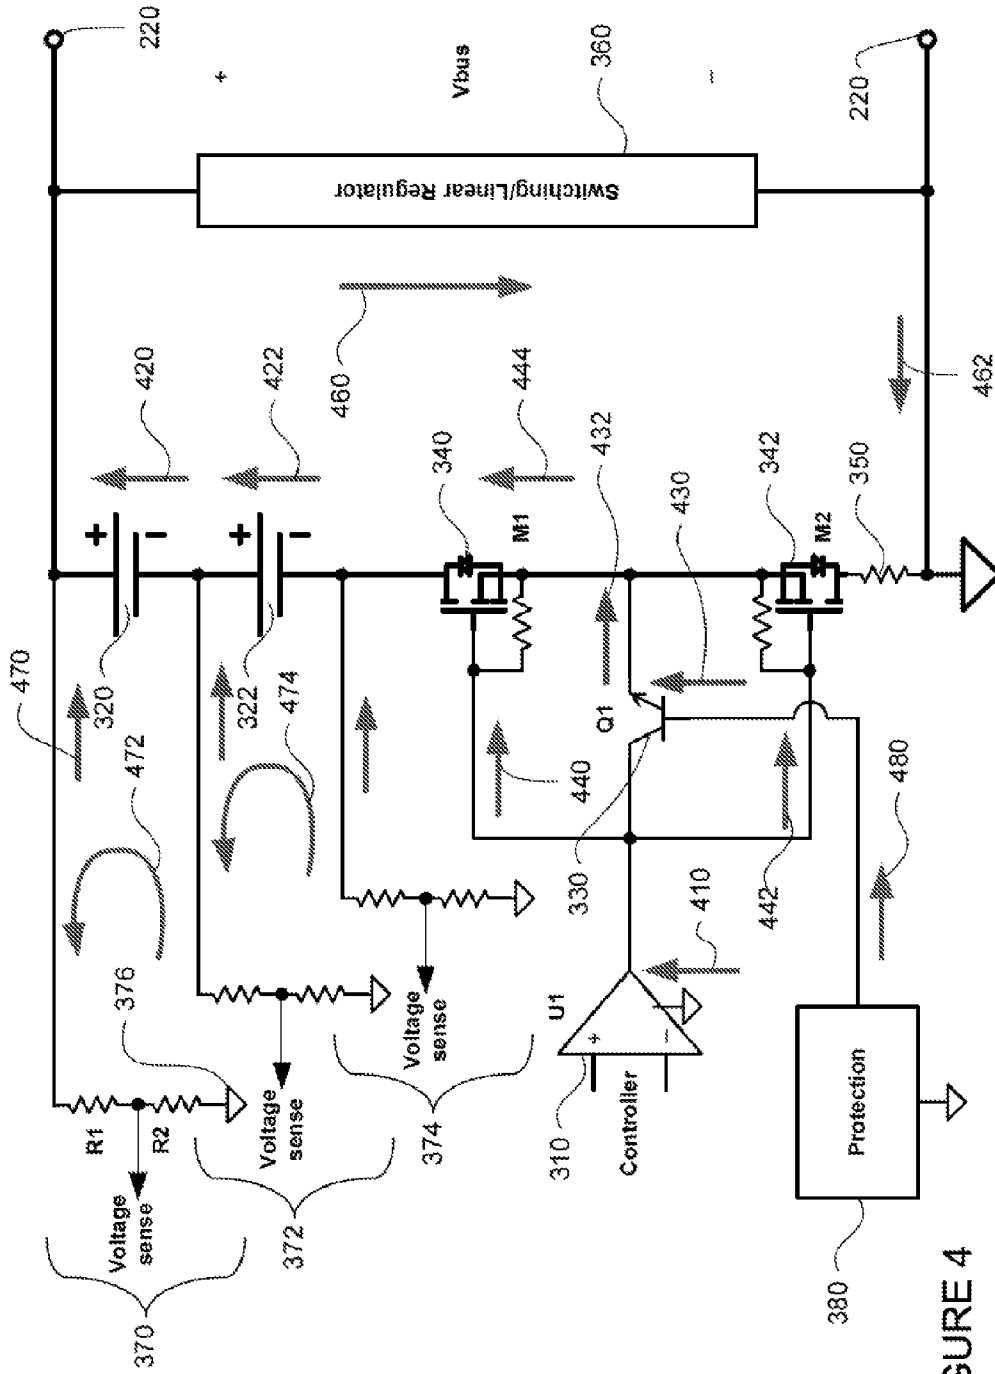 220
+
Vbus
−
220
360
Switching/Linear Regulator
460
462
420
422
444
340
432
430
342
350
M1
M2
+
−
+
−
470
320
472
322
474
Q1
440
330
442
480
410
376
R1
R2
Voltage
sense
Voltage
sense
Voltage
sense
370
372
374
U1
+
−
310
Controller
Protection
380
GURE 4